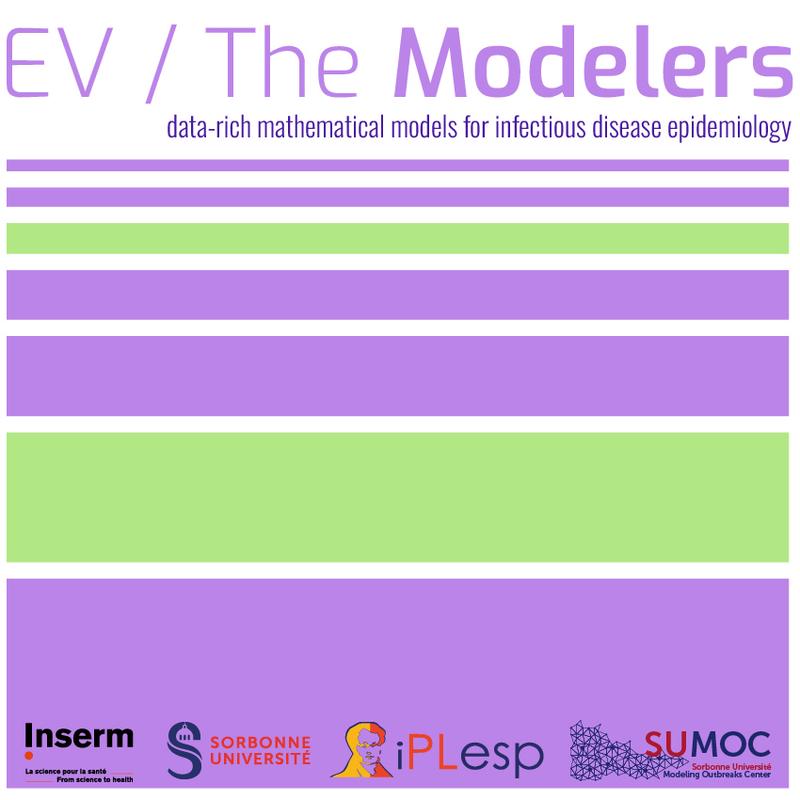 EV / The Modelers
data-rich mathematical models for infectious disease epidemiology
Inserm
La science pour la santé
From science to health
SORBONNE
UNIVERSITÉ
iPLesp
SUMOC
Sorbonne Université
Modeling Outbreaks Center